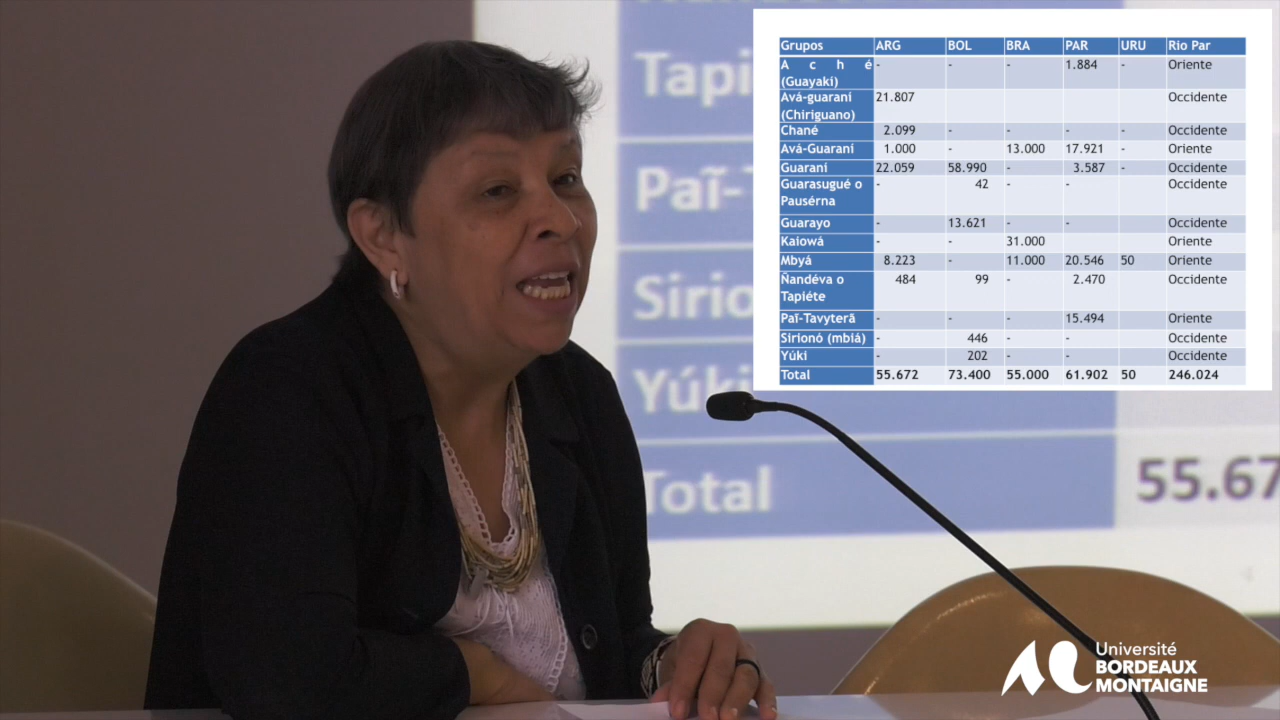 Grupos ARG BOL BRA PAR URU Rio Par
A c h é - - - 1.884 - Oriente
(Guayakí)
Avá-guaraní 21.807 Occidente
(Chiriguano)
Chané 2.099 - - - - Occidente
Avá-Guaraní 1.000 - 13.000 17.921 - Oriente
Guaraní 22.059 58.990 - 3.587 - Occidente
Guarasugué o - 42 - - Occidente
Pausérna
Guarayo - 13.621 - - Occidente
Kaiowá - - 31.000 Oriente
Mbyá 8.223 - 11.000 20.546 50 Oriente
Ñandéva o 484 99 - 2.470 Occidente
Tapiéte
Paĩ-Tavyterã - - - 15.494 - Oriente
Sirionó (mbiá) - 446 - - Occidente
Yúki - 202 - - Occidente
Total 55.672 73.400 55.000 61.902 50 246.024
Tapi
Paĩ-T
Sirio
Yúki
Total 55.67
Université
BORDEAUX
MONTAIGNE